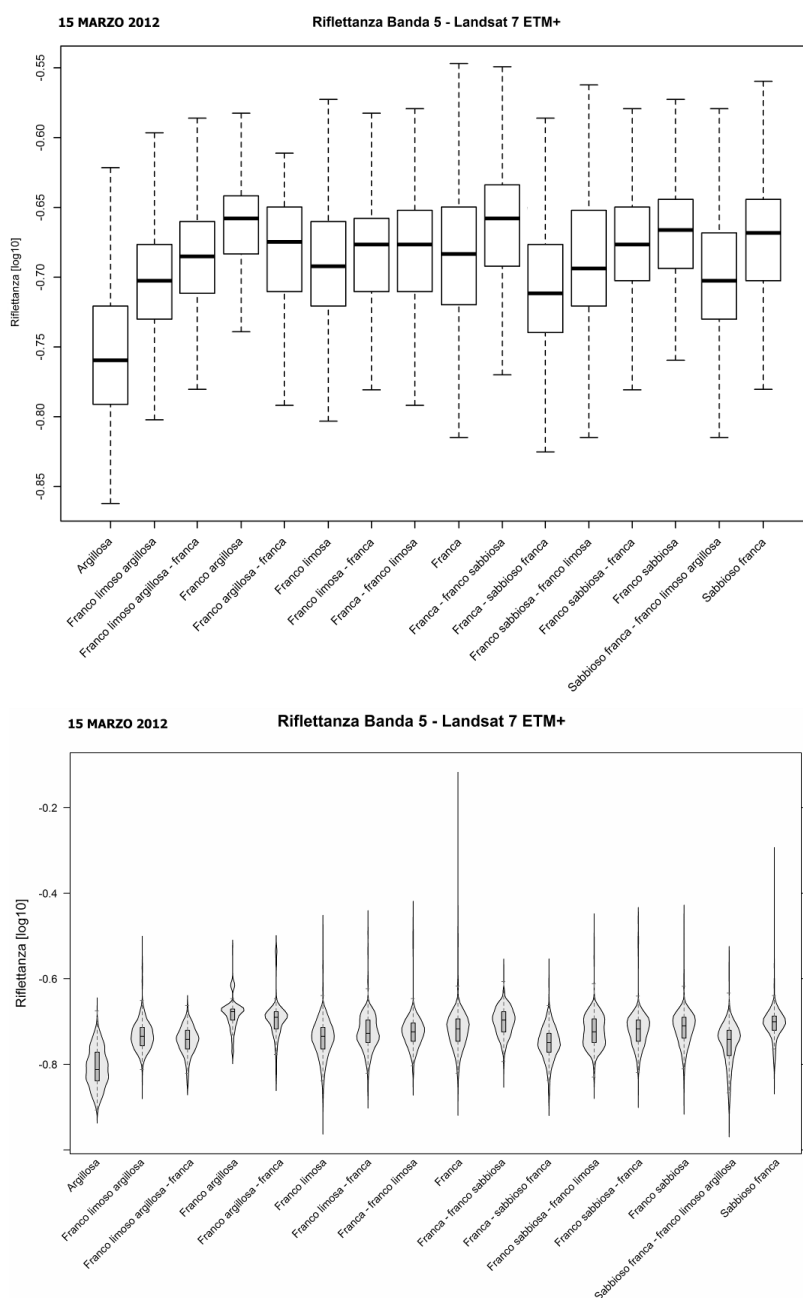 15 MARZO 2012
Riflettanza Banda 5 - Landsat 7 ETM+
Riflettanza [log10]
-0.55
-0.60
-0.65
-0.70
-0.75
-0.80
-0.85
Argillosa
Franco limoso argillosa
Franco limoso argillosa - franca
Franco argillosa
Franco argillosa - franca
Franco limosa
Franco limosa - franca
Franca - franco limosa
Franca
Franca - franco sabbiosa
Franca - sabbioso franca
Franco sabbiosa - franco limosa
Franco sabbiosa - franca
Franco sabbiosa
Sabbioso franca - franco limoso argillosa
Sabbioso franca
15 MARZO 2012
Riflettanza Banda 5 - Landsat 7 ETM+
Riflettanza [log10]
-0.2
-0.4
-0.6
-0.8
Argillosa
Franco limoso argillosa
Franco limoso argillosa - franca
Franco argillosa
Franco argillosa - franca
Franco limosa
Franco limosa - franca
Franca - franco limosa
Franca
Franca - franco sabbiosa
Franca - sabbioso franca
Franco sabbiosa - franco limosa
Franco sabbiosa - franca
Franco sabbiosa
Sabbioso franca - franco limoso argillosa
Sabbioso franca